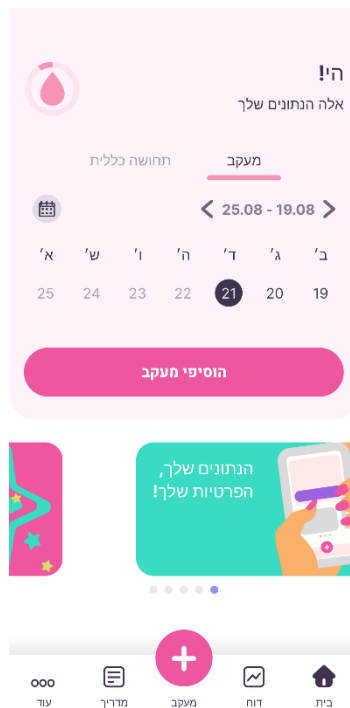 הי!
אלה הנתונים שלך
מעקב
תחושה כללית
19.08 - 25.08
ב׳ ג׳ ד׳ ה׳ ו׳ ש׳ א׳
19 20 21 22 23 24 25
הוסיפי מעקב
הנתונים שלך,
הפרטיות שלך!
בית דוח מעקב מדריך עוד